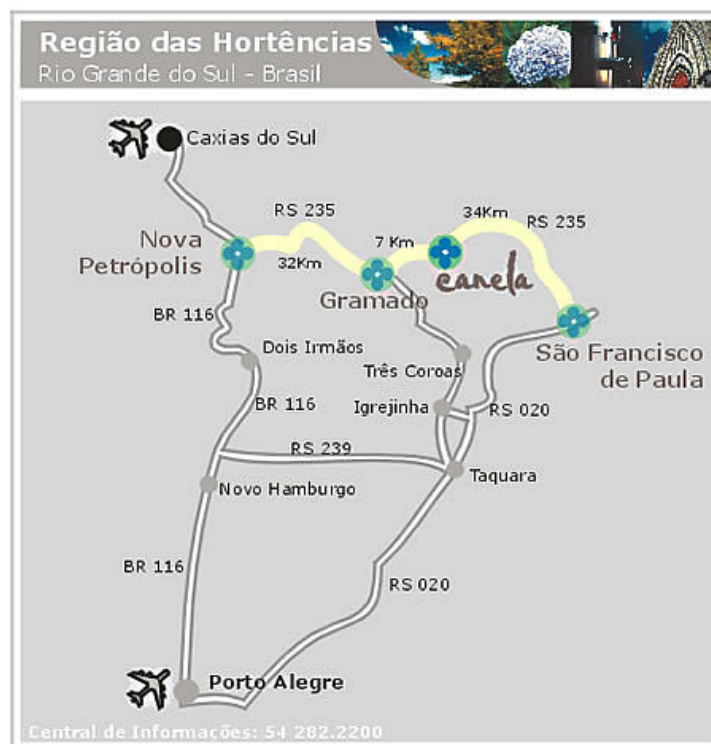 Região das Hortências
Rio Grande do Sul - Brasil
Caxias do Sul
34Km
RS 235
RS 235
7 Km
Nova
Petrópolis
32Km
canela
Gramado
BR 116
Dois Irmãos
São Francisco
de Paula
Três Coroas
BR 116
Igrejinha
RS 020
RS 239
Taquara
Novo Hamburgo
BR 116
RS 020
Porto Alegre
Central de Informações: 54 282.2200